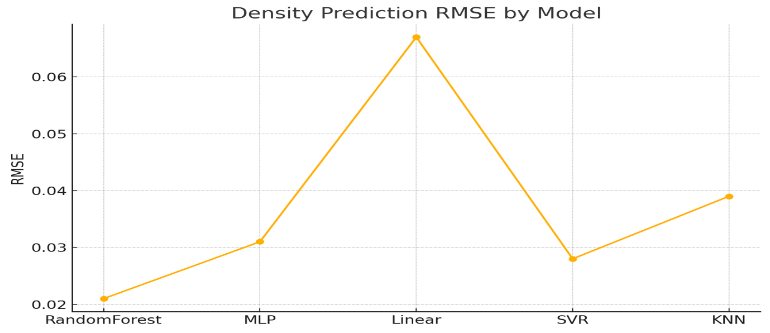 Density Prediction RMSE by Model
RMSE
0.06
0.05
0.04
0.03
0.02
RandomForest MLP Linear SVR KNN